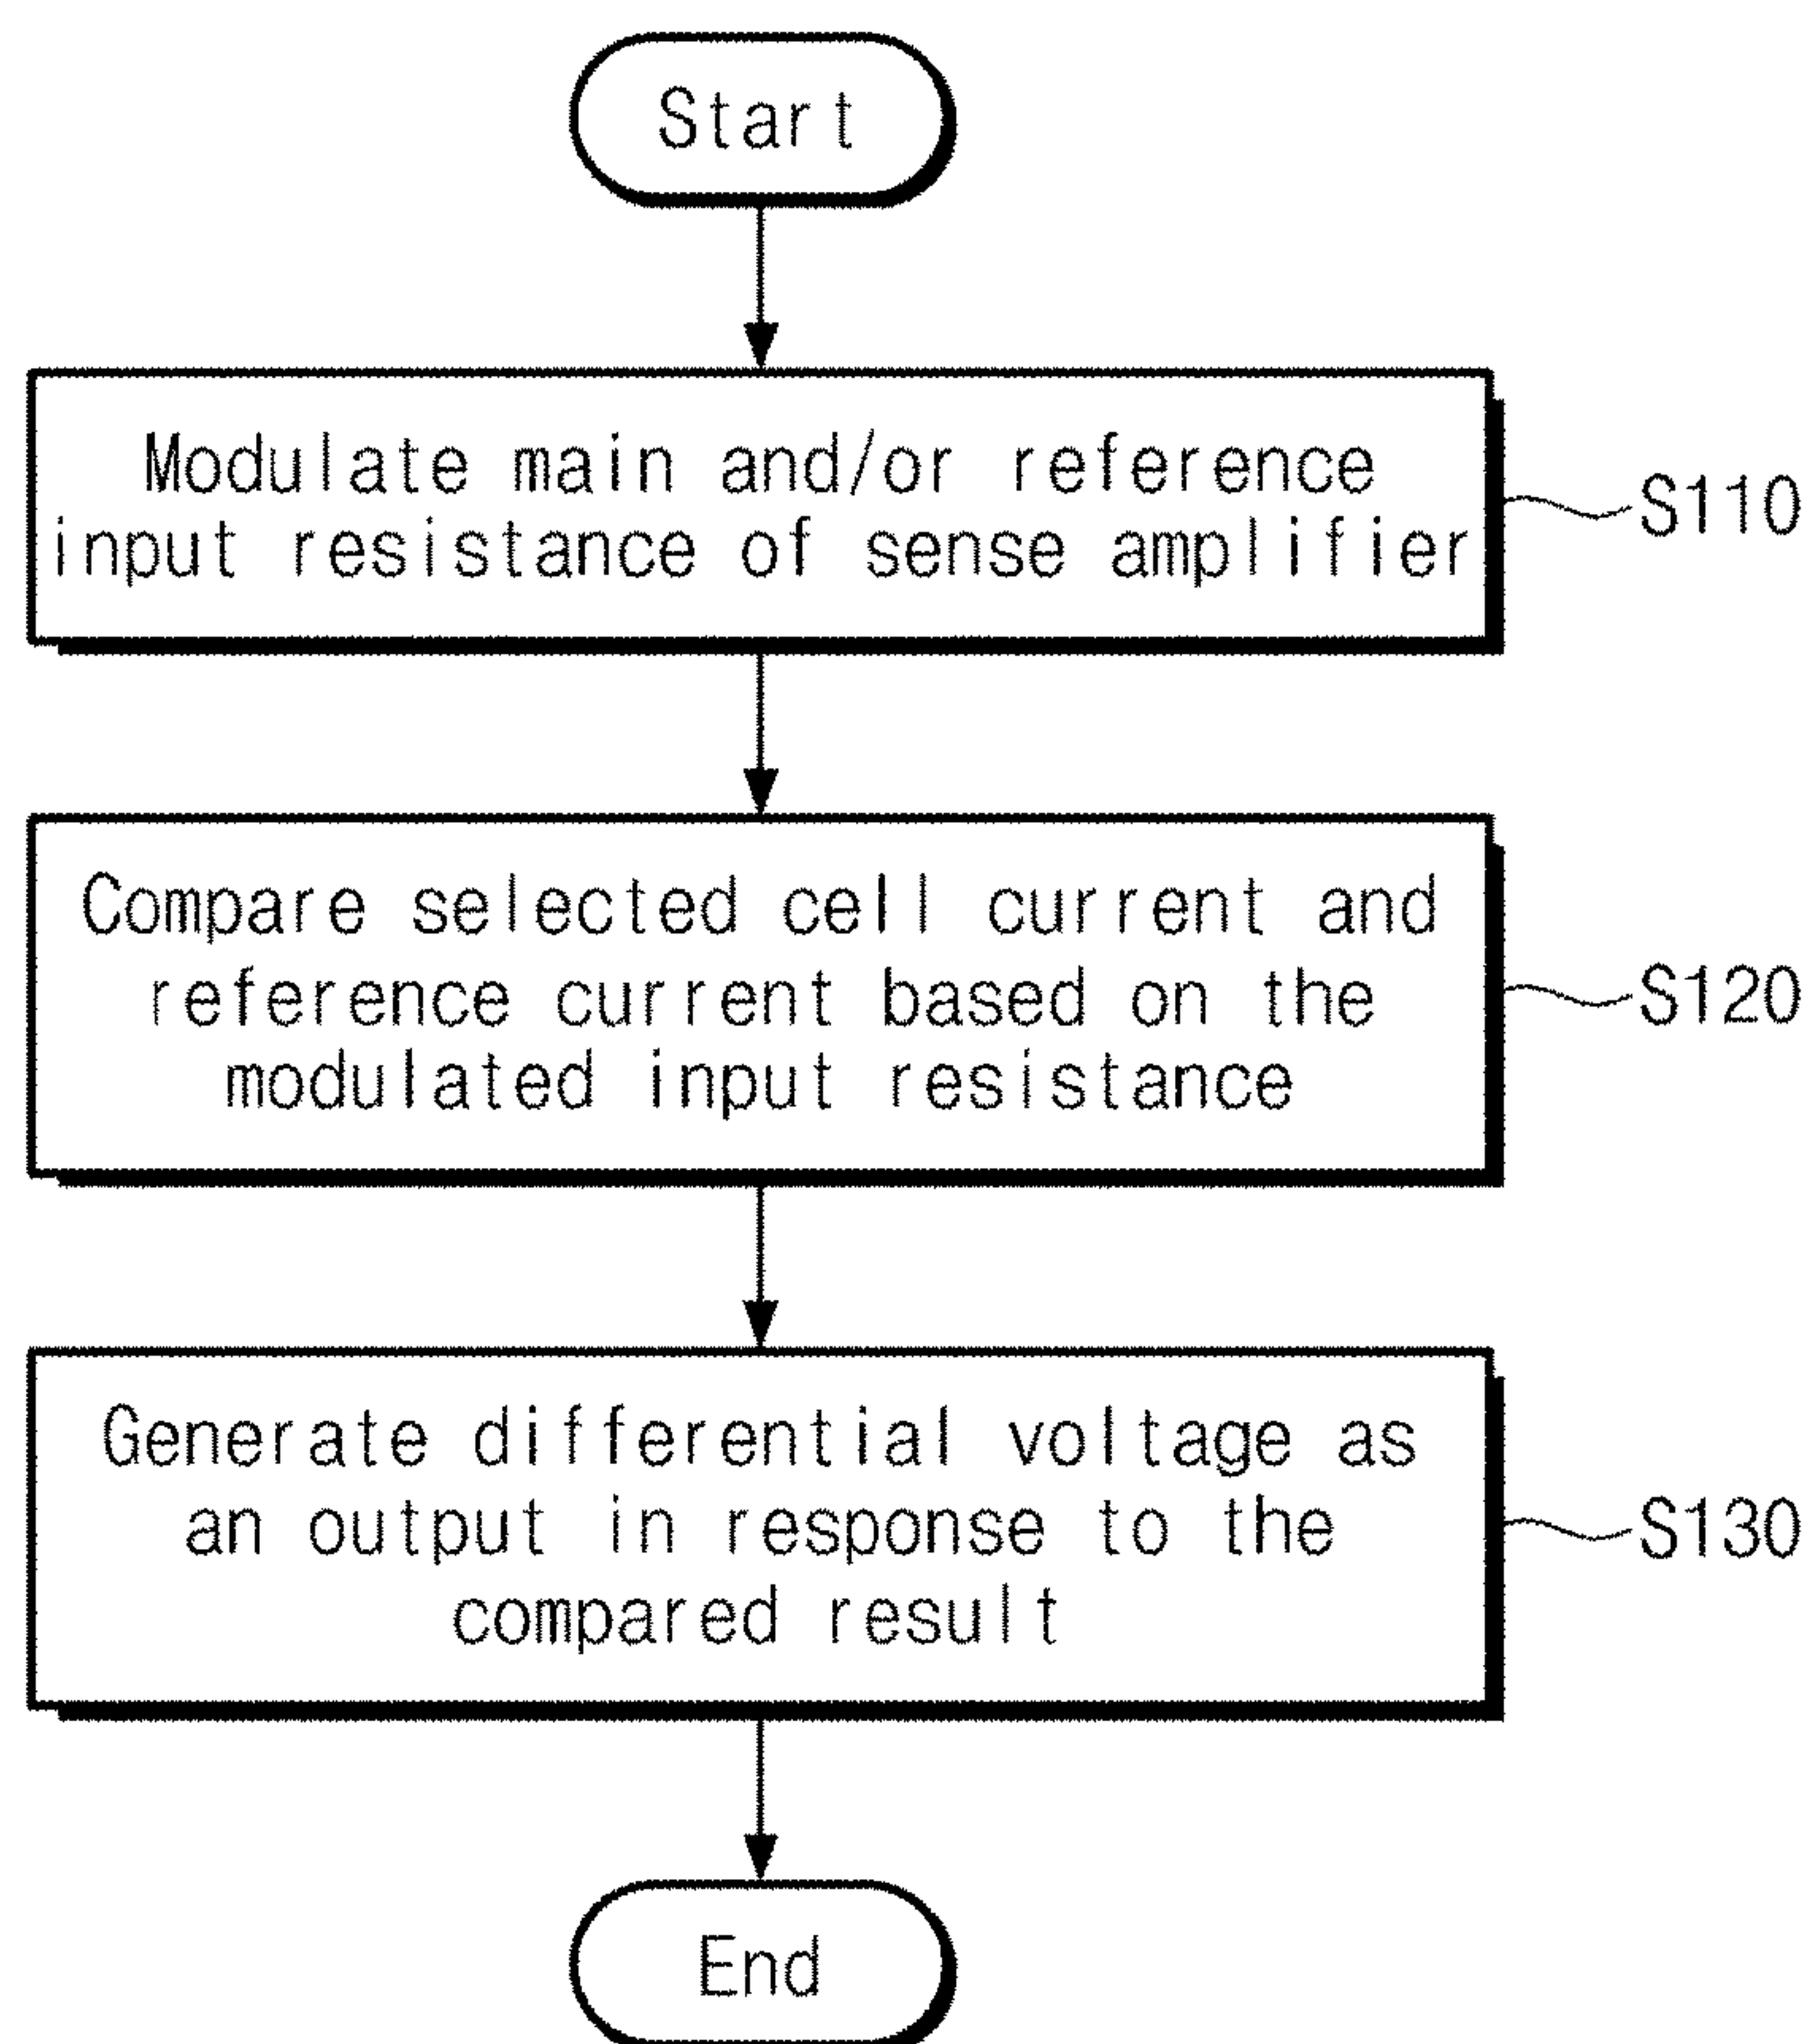 Start
Modulate main and/or reference
input resistance of sense amplifier
S110
Compare selected cell current and
reference current based on the
modulated input resistance
S120
Generate differential voltage as
an output in response to the
compared result
S130
End